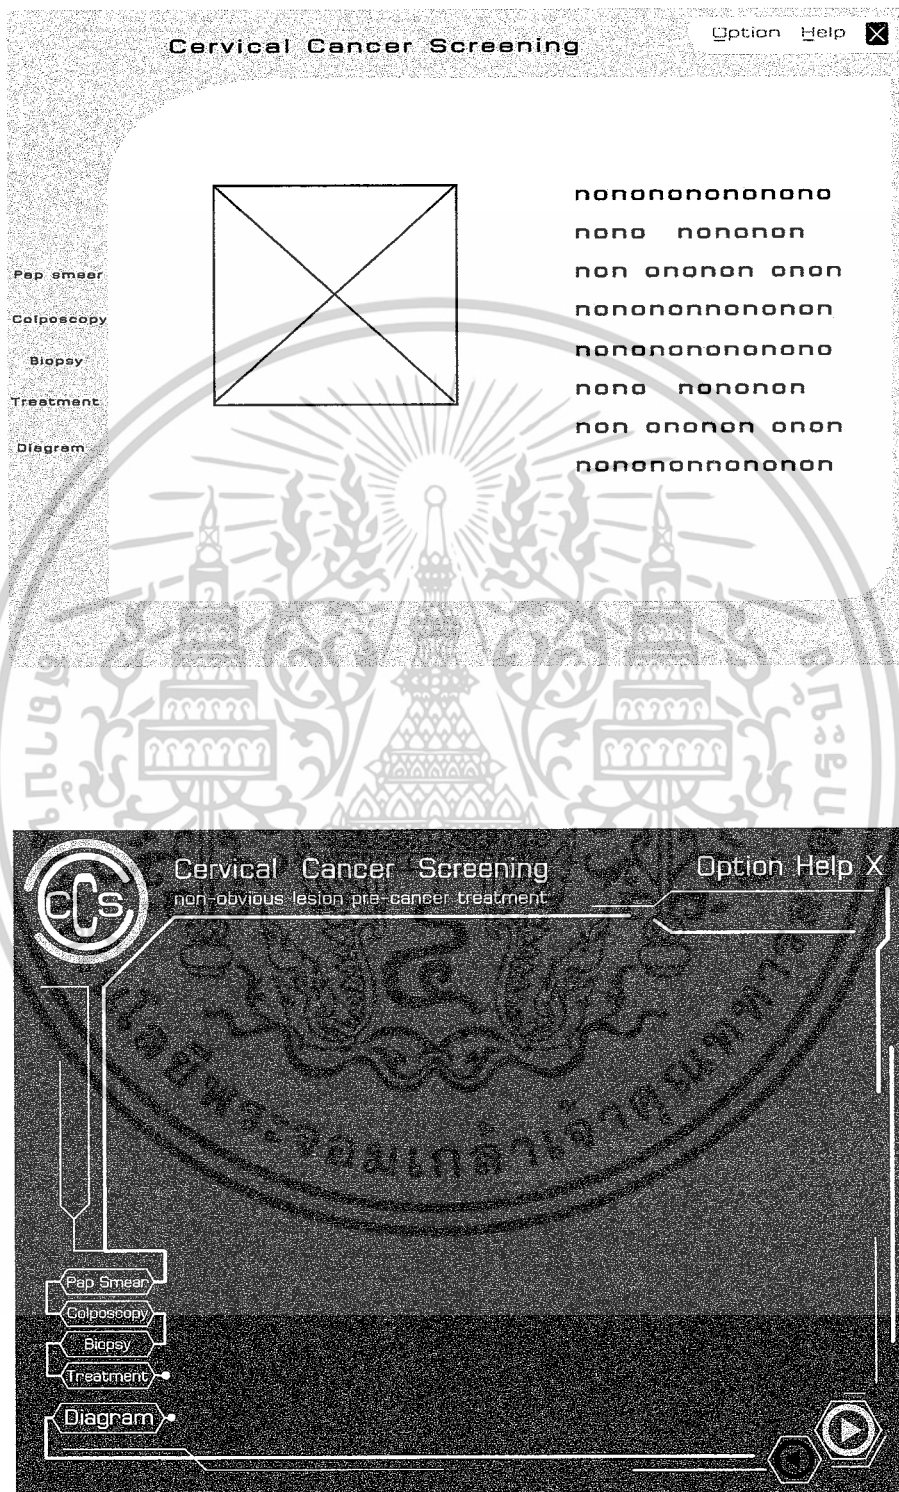 Cervical Cancer Screening
Option Help X
nonononononono
nono nononon
non ononon onon
nonononnononon
nonononononono
nono nononon
non ononon onon
nonononnononon
Pap smear
Colposcopy
Biopsy
Treatment
Diagram
CCS
Cervical Cancer Screening
non-obvious lesion pre-cancer treatment
Option Help X
Pap Smear
Colposcopy
Biopsy
Treatment
Diagram